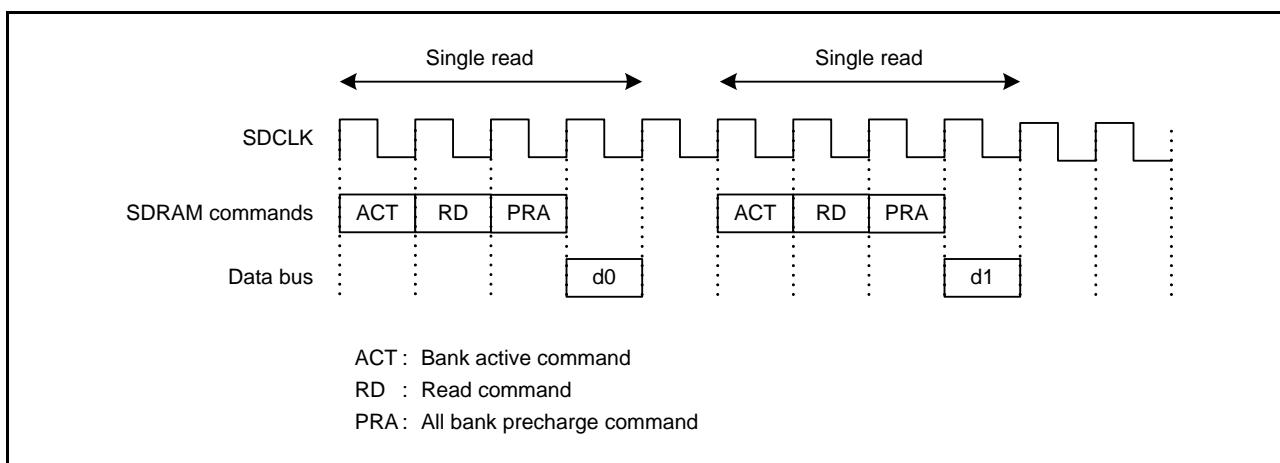 Single read Single read
SDCLK
SDRAM commands ACT RD PRA ACT RD PRA
Data bus d0 d1
ACT : Bank active command
RD : Read command
PRA : All bank precharge command